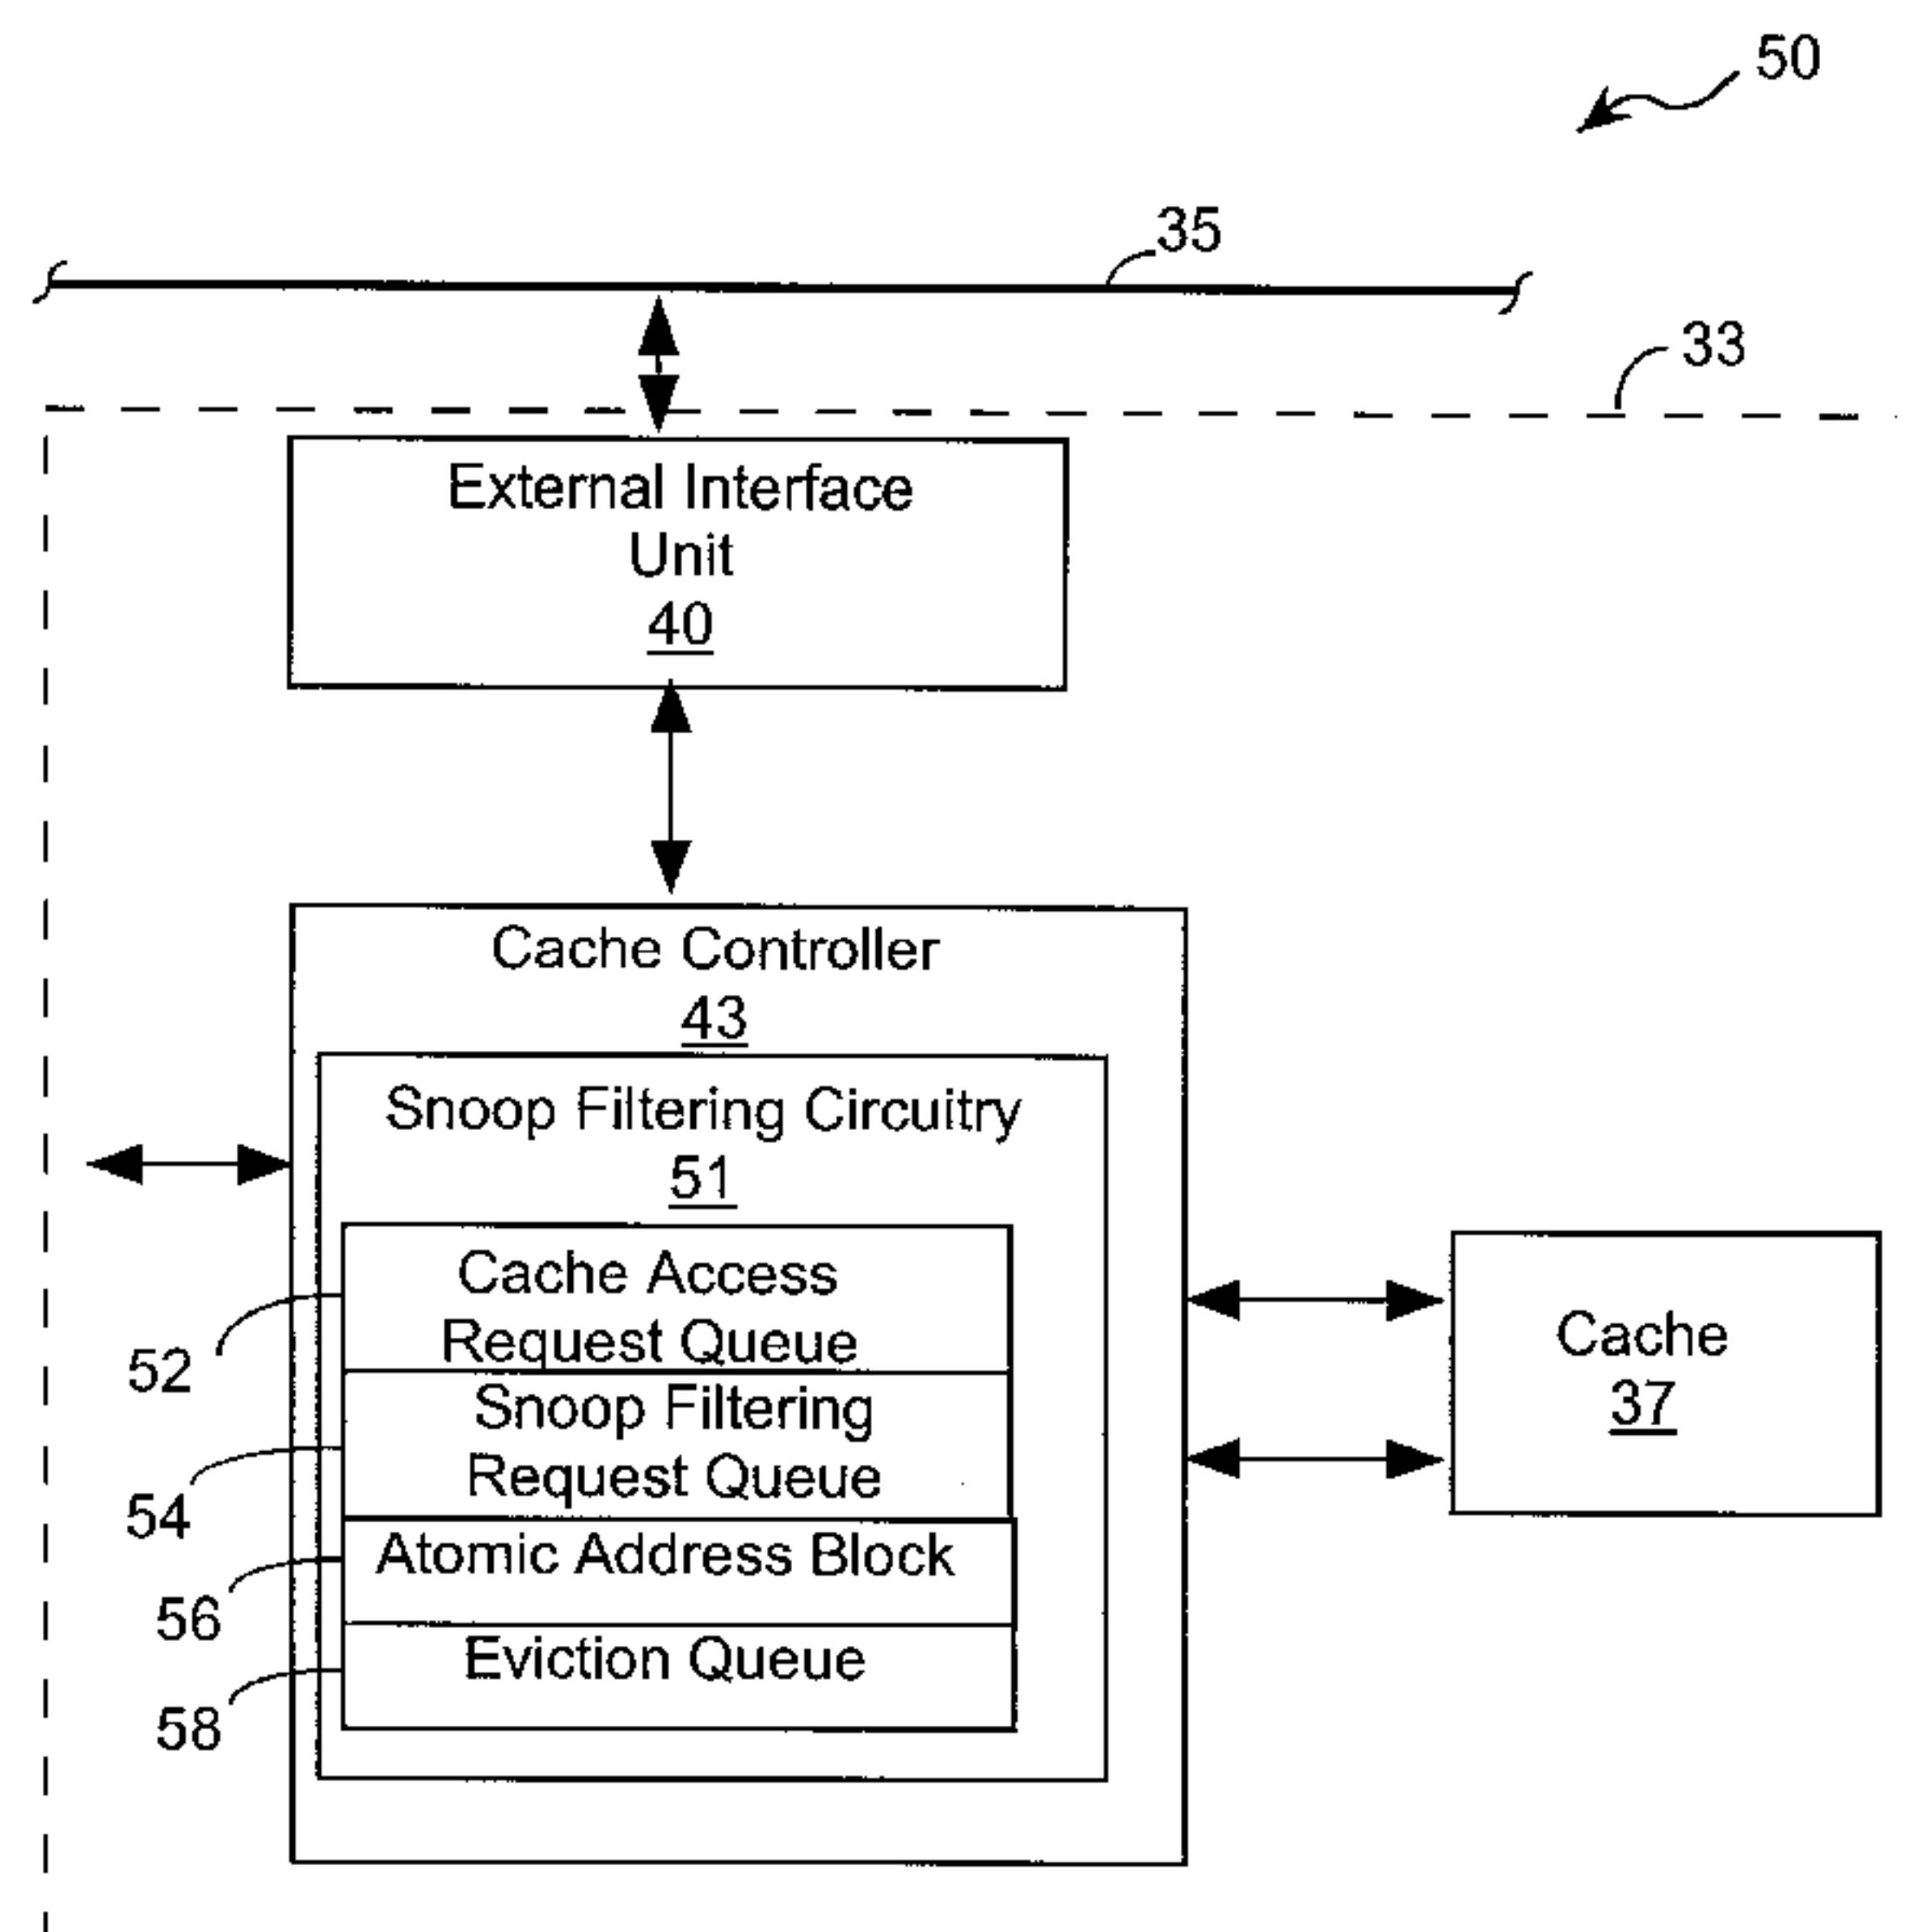 50
35
33
External Interface
Unit
40
Cache Controller
43
Snoop Filtering Circuitry
51
Cache Access
Request Queue
52
Snoop Filtering
Request Queue
54
Atomic Address Block
56
Eviction Queue
58
Cache
37